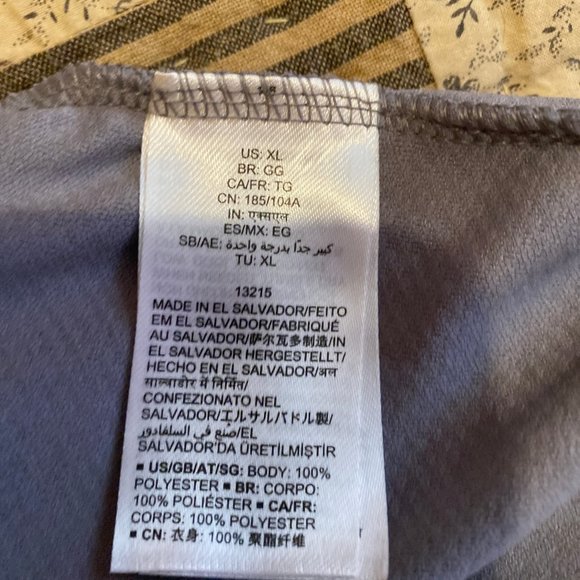 US: XL
BR: GG
CA/FR: TG
CN: 185/104A
IN: एक्सएल
ES/MX: EG
SB/AE: كبير جدًا بدرجة واحدة
TU: XL
13215
MADE IN EL SALVADOR/FEITO
EM EL SALVADOR/FABRIQUÉ
AU SALVADOR/萨尔瓦多制造/IN
EL SALVADOR HERGESTELLT/
HECHO EN EL SALVADOR/अल
साल्वाडोर में निर्मित/
CONFEZIONATO NEL
SALVADOR/エルサルバドル製/
صنع في السلفادور/EL
SALVADOR'DA ÜRETİLMİŞTİR
■ US/GB/AT/SG: BODY: 100%
POLYESTER ■ BR: CORPO:
100% POLIÉSTER ■ CA/FR:
CORPS: 100% POLYESTER
■ CN: 衣身: 100% 聚酯纤维